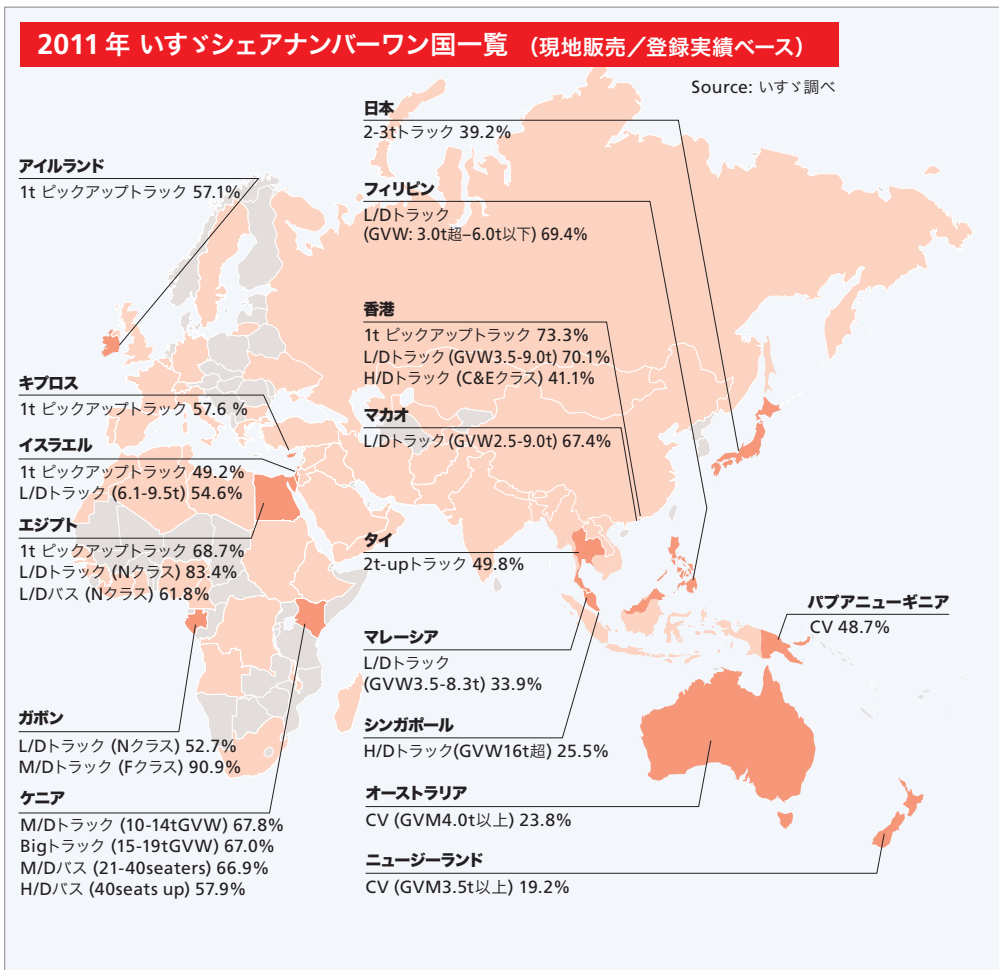 2011年 いすゞシェアナンバーワン国一覧 （現地販売／登録実績ベース）
Source: いすゞ調べ
日本
2-3tトラック 39.2%
アイルランド
1t ピックアップトラック 57.1%
フィリピン
L/Dトラック
(GVW: 3.0t超–6.0t以下) 69.4%
香港
1t ピックアップトラック 73.3%
L/Dトラック (GVW3.5-9.0t) 70.1%
H/Dトラック (C&Eクラス) 41.1%
キプロス
1t ピックアップトラック 57.6 %
マカオ
L/Dトラック (GVW2.5-9.0t) 67.4%
イスラエル
1t ピックアップトラック 49.2%
L/Dトラック (6.1-9.5t) 54.6%
エジプト
1t ピックアップトラック 68.7%
L/Dトラック (Nクラス) 83.4%
L/Dバス (Nクラス) 61.8%
タイ
2t-upトラック 49.8%
パプアニューギニア
CV 48.7%
マレーシア
L/Dトラック
(GVW3.5-8.3t) 33.9%
ガボン
L/Dトラック (Nクラス) 52.7%
M/Dトラック (Fクラス) 90.9%
シンガポール
H/Dトラック(GVW16t超) 25.5%
ケニア
M/Dトラック (10-14tGVW) 67.8%
Bigトラック (15-19tGVW) 67.0%
M/Dバス (21-40seaters) 66.9%
H/Dバス (40seats up) 57.9%
オーストラリア
CV (GVM4.0t以上) 23.8%
ニュージーランド
CV (GVM3.5t以上) 19.2%